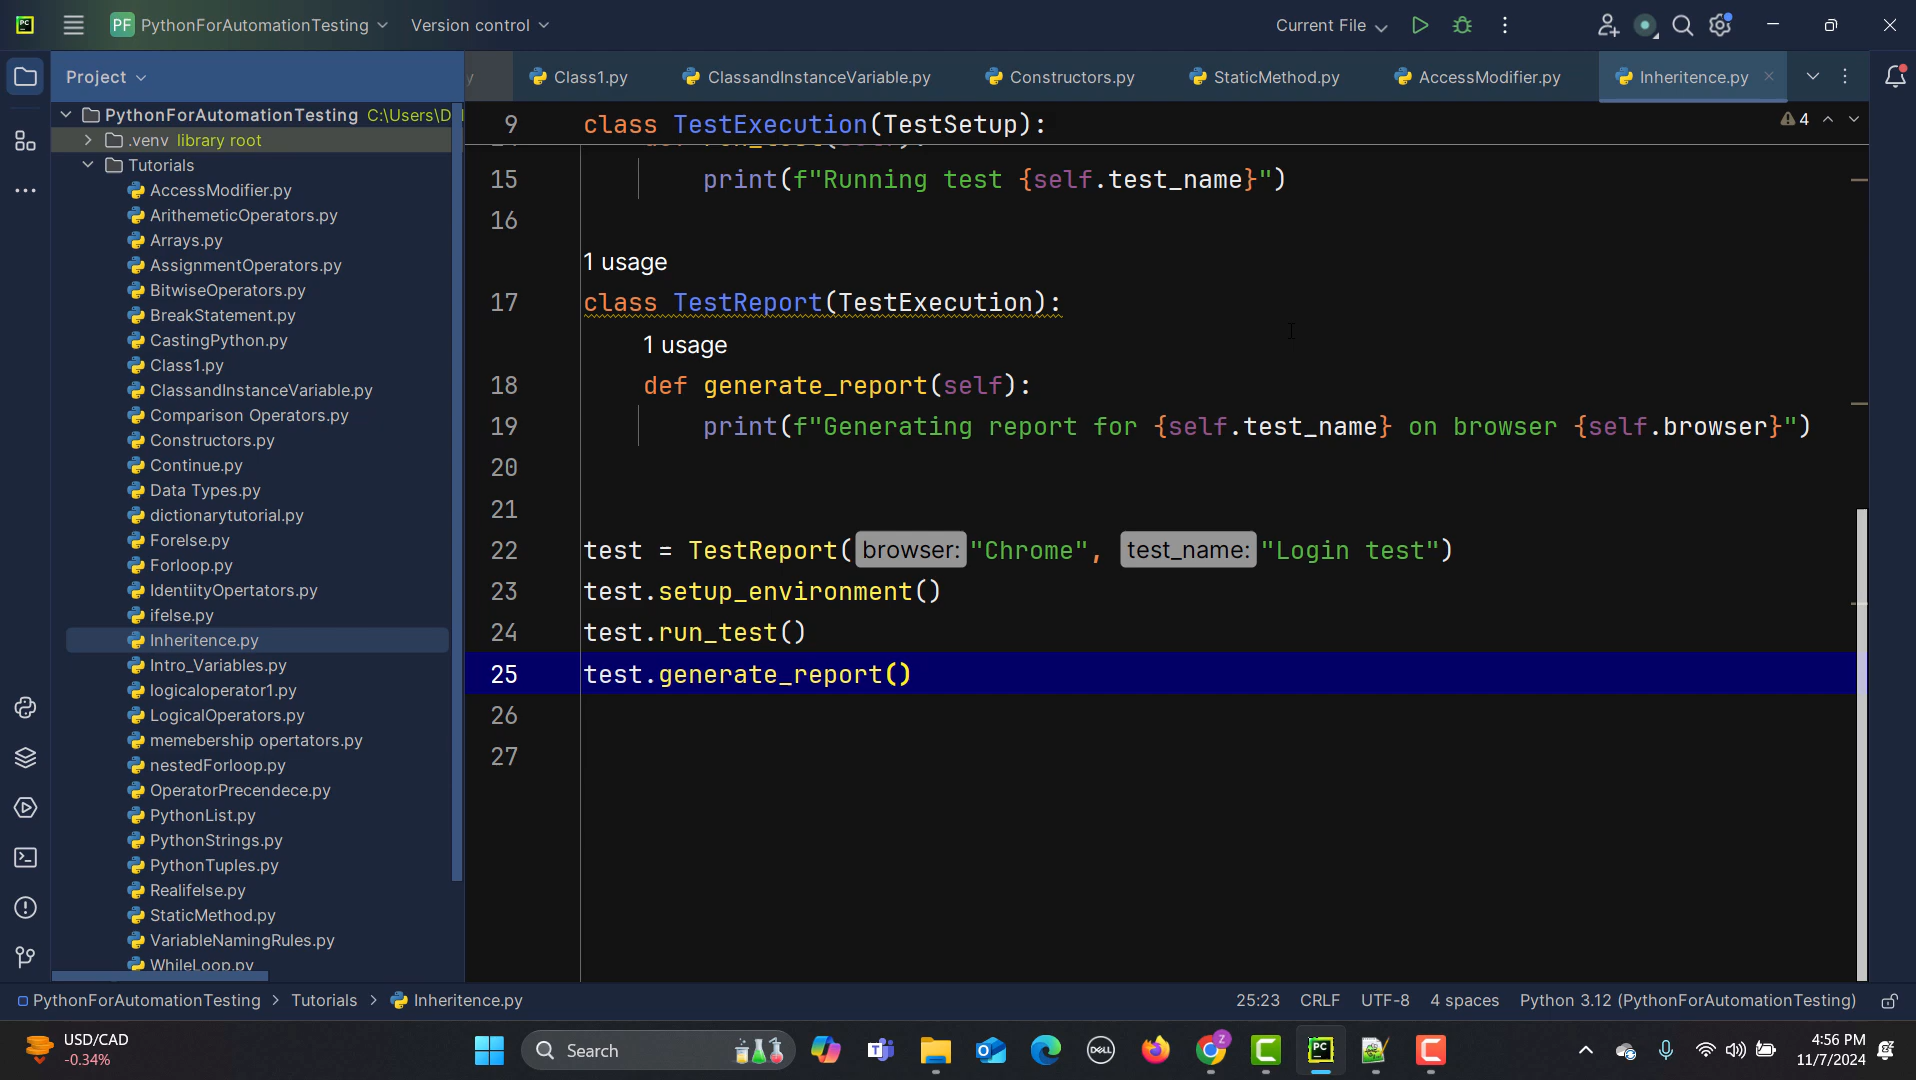 PC
PF PythonForAutomationTesting
Version control
Current File
Project
Class1.py
ClassandInstanceVariable.py
Constructors.py
StaticMethod.py
AccessModifier.py
Inheritence.py
PythonForAutomationTesting C:\Users\D
.venv library root
Tutorials
AccessModifier.py
ArithemeticOperators.py
Arrays.py
AssignmentOperators.py
BitwiseOperators.py
BreakStatement.py
CastingPython.py
Class1.py
ClassandInstanceVariable.py
Comparison Operators.py
Constructors.py
Continue.py
Data Types.py
dictionarytutorial.py
Forelse.py
Forloop.py
IdentiityOpertators.py
ifelse.py
Inheritence.py
Intro_Variables.py
logicaloperator1.py
LogicalOperators.py
memebership opertators.py
nestedForloop.py
OperatorPrecendece.py
PythonList.py
PythonStrings.py
PythonTuples.py
Realifelse.py
StaticMethod.py
VariableNamingRules.py
WhileLoop.py
9 class TestExecution(TestSetup):
4
15 print(f"Running test {self.test_name}")
16
1 usage
17 class TestReport(TestExecution):
1 usage
18 def generate_report(self):
19 print(f"Generating report for {self.test_name} on browser {self.browser}")
20
21
22 test = TestReport( browser: "Chrome", test_name: "Login test")
23 test.setup_environment()
24 test.run_test()
25 test.generate_report()
26
27
PythonForAutomationTesting > Tutorials > Inheritence.py
25:23 CRLF UTF-8 4 spaces Python 3.12 (PythonForAutomationTesting)
USD/CAD
-0.34%
Search
DELL
Z
PC
4:56 PM
11/7/2024